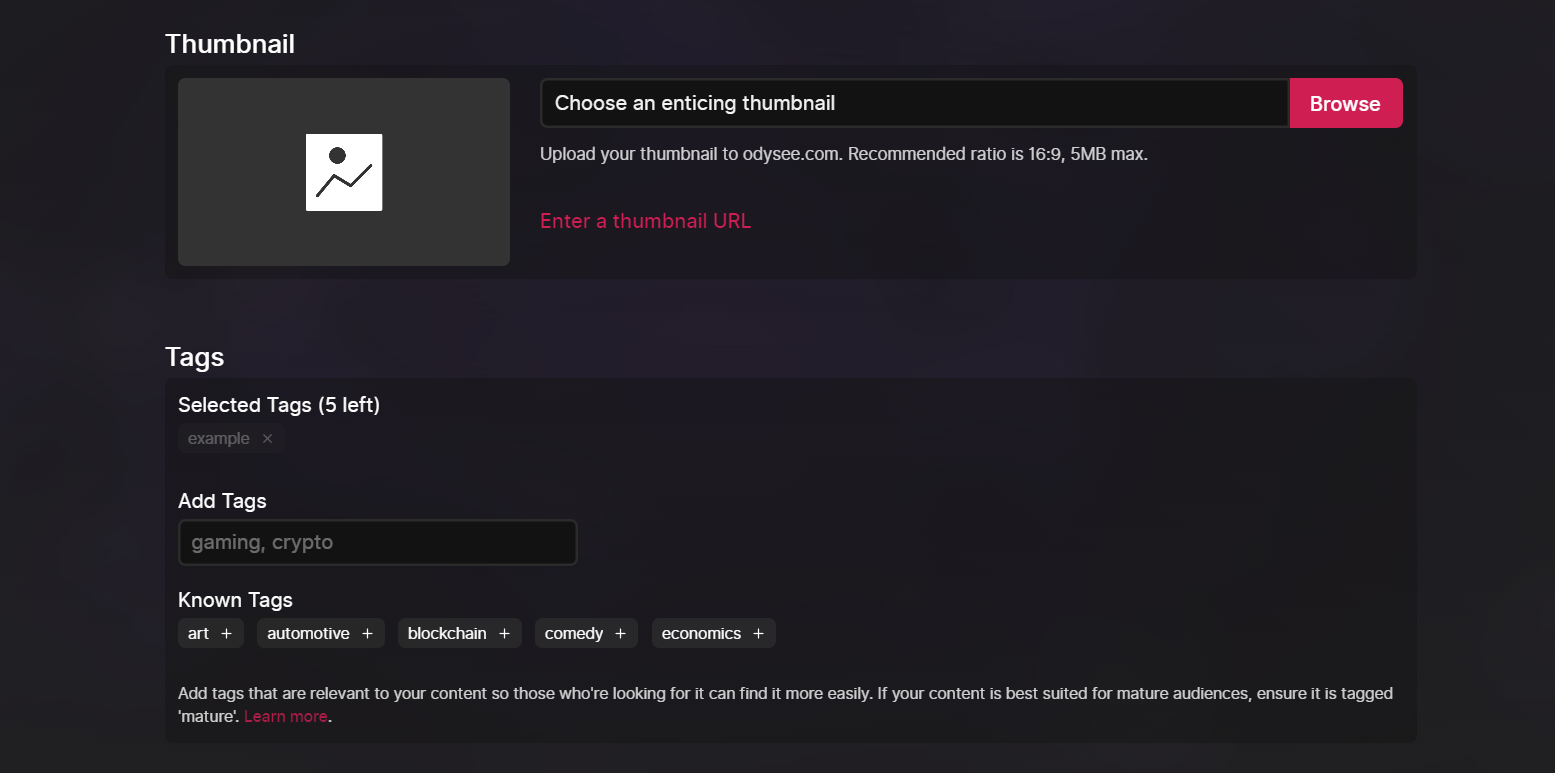 Thumbnail
Choose an enticing thumbnail
Browse
Upload your thumbnail to odysee.com. Recommended ratio is 16:9, 5MB max.
Enter a thumbnail URL
Tags
Selected Tags (5 left)
example ×
Add Tags
gaming, crypto
Known Tags
art + automotive + blockchain + comedy + economics +
Add tags that are relevant to your content so those who're looking for it can find it more easily. If your content is best suited for mature audiences, ensure it is tagged
'mature'. Learn more.